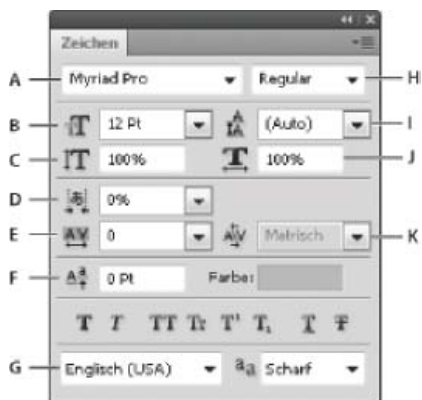 Zeichen
A Myriad Pro Regular H
B 12 Pt (Auto) I
C 100% 100% J
D 0%
E 0 Metrisch K
F 0 Pt Farbe:
T T TT Tt T¹ T₁ T T
G Englisch (USA) aa Scharf